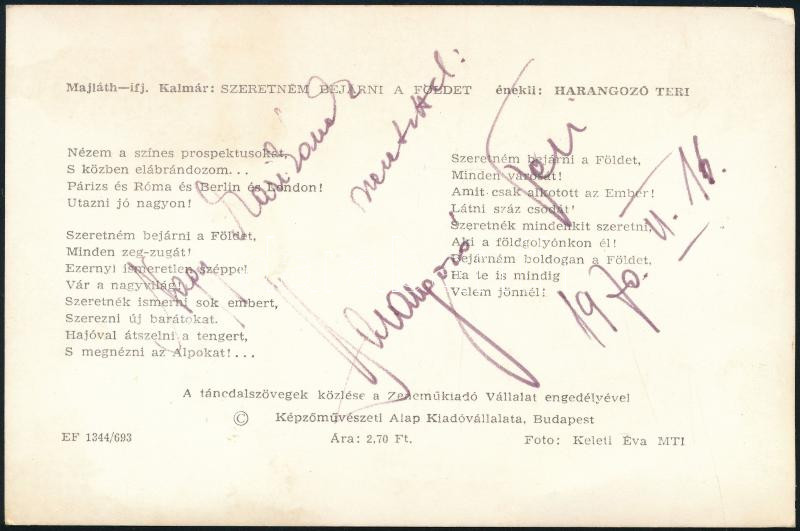 Majláth—ifj. Kalmár: SZERETNÉM BEJÁRNI A FÖLDET énekli: HARANGOZÓ TERI
Nézem a színes prospektusokat,
S közben elábrándozom...
Párizs és Róma és Berlin és London!
Utazni jó nagyon!
Szeretném bejárni a Földet,
Minden zeg-zugát!
Ezernyi ismeretlen széppel
Vár a nagyvilág!
Szeretnék ismerni sok embert,
Szerezni új barátokat.
Hajóval átszelni a tengert,
S megnézni az Alpokat!...
Szeretném bejárni a Földet,
Minden városát!
Amit csak alkotott az Ember!
Látni száz csodát!
Szeretnék mindenkit szeretni,
Aki a földgolyónkon él!
Bejárném boldogan a Földet,
Ha te is mindig
Velem jönnél!
Nagy
szeretettel:
Harangozó Teri
1970. II. 16.
A táncdalszövegek közlése a Zeneműkiadó Vállalat engedélyével
© Képzőművészeti Alap Kiadóvállalata, Budapest
EF 1344/693 Ára: 2,70 Ft. Foto: Keleti Éva MTI